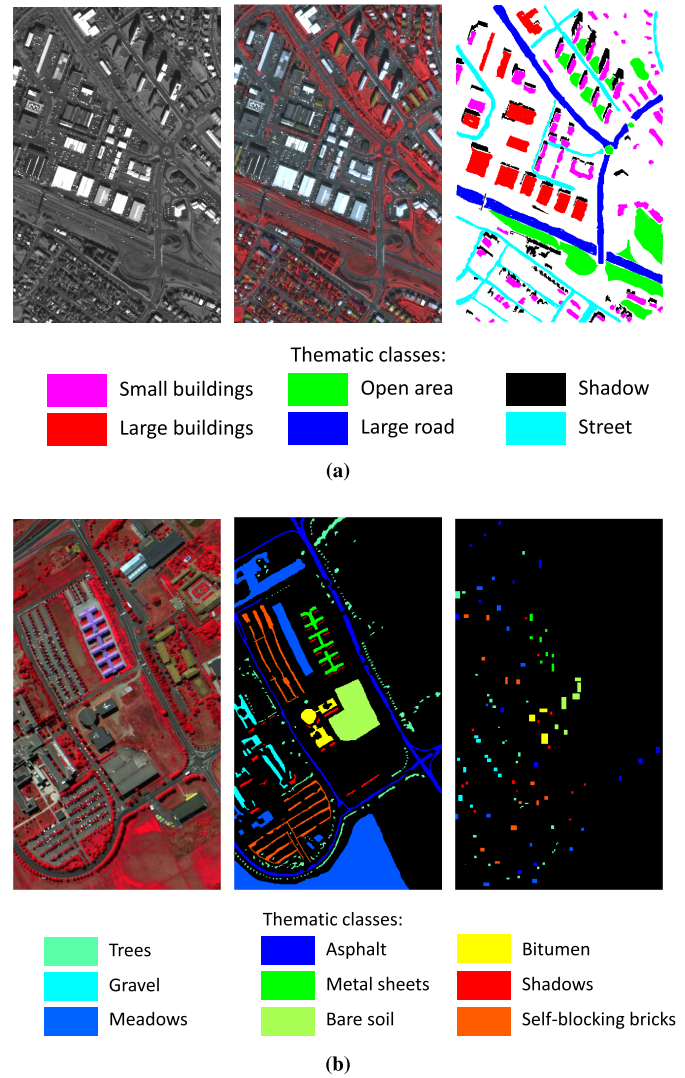 Thematic classes:
Small buildings Open area Shadow
Large buildings Large road Street
(a)
Thematic classes:
Trees Asphalt Bitumen
Gravel Metal sheets Shadows
Meadows Bare soil Self-blocking bricks
(b)